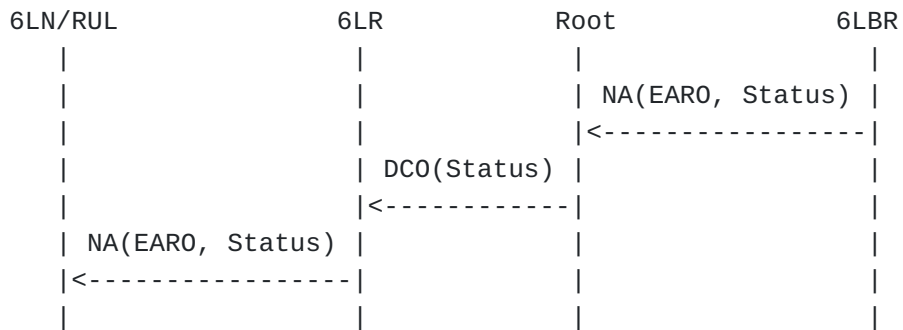 6LN/RUL 6LR Root 6LBR
NA(EARO, Status)
DCO(Status)
NA(EARO, Status)